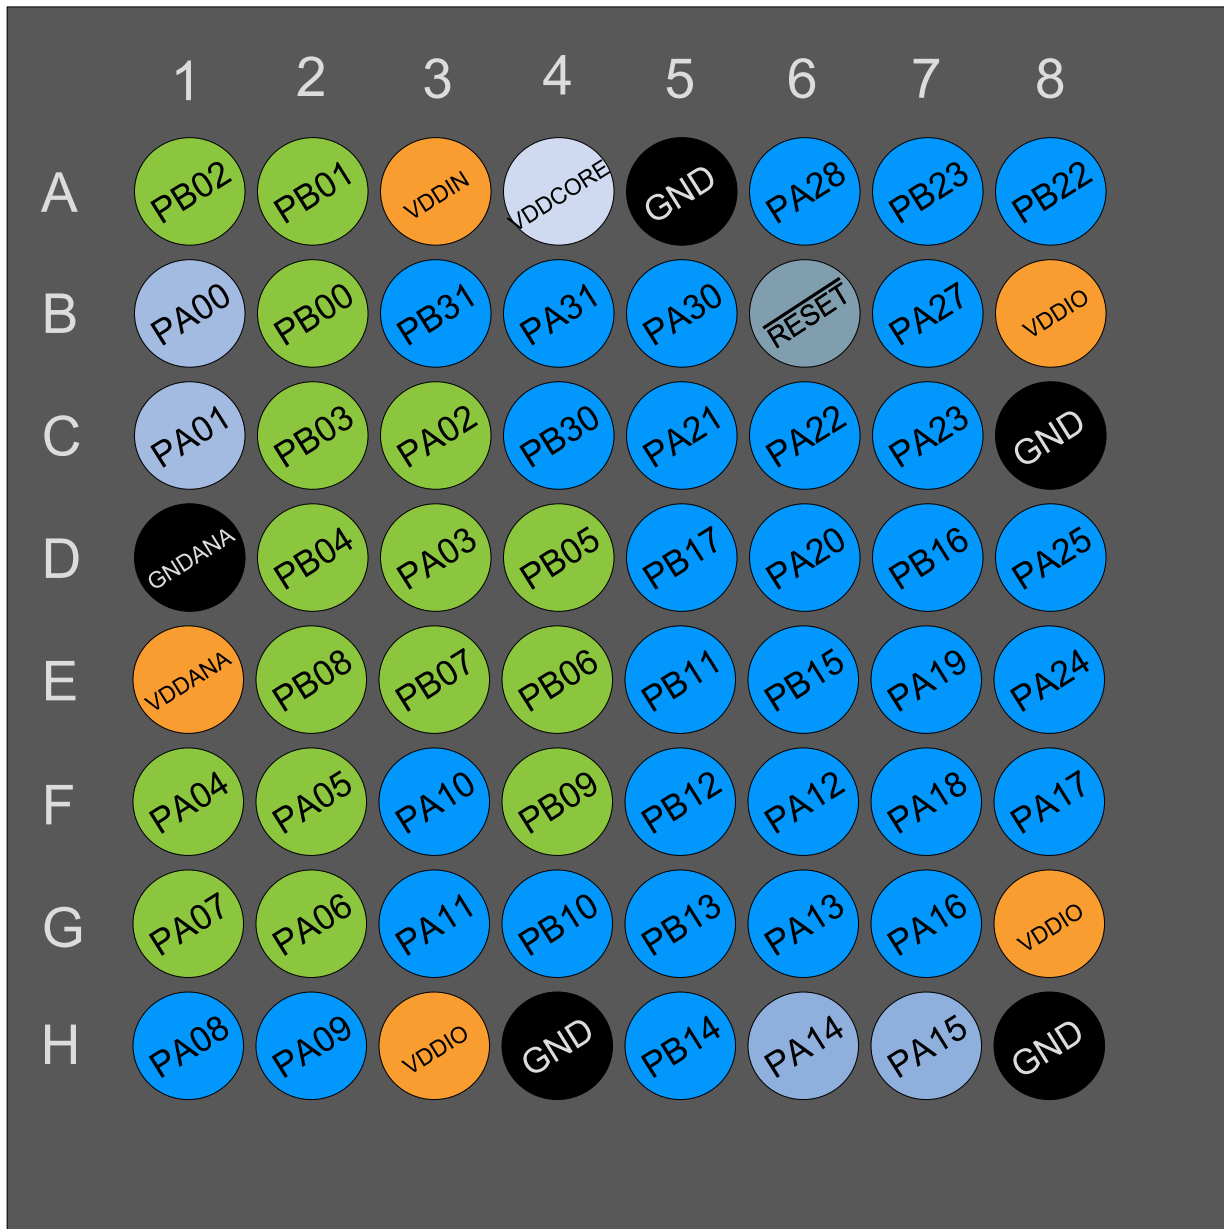 1 2 3 4 5 6 7 8
A PB02 PB01 VDDIN VDDCORE GND PA28 PB23 PB22
B PA00 PB00 PB31 PA31 PA30 RESET PA27 VDDIO
C PA01 PB03 PA02 PB30 PA21 PA22 PA23 GND
D GNDANA PB04 PA03 PB05 PB17 PA20 PB16 PA25
E VDDANA PB08 PB07 PB06 PB11 PB15 PA19 PA24
F PA04 PA05 PA10 PB09 PB12 PA12 PA18 PA17
G PA07 PA06 PA11 PB10 PB13 PA13 PA16 VDDIO
H PA08 PA09 VDDIO GND PB14 PA14 PA15 GND